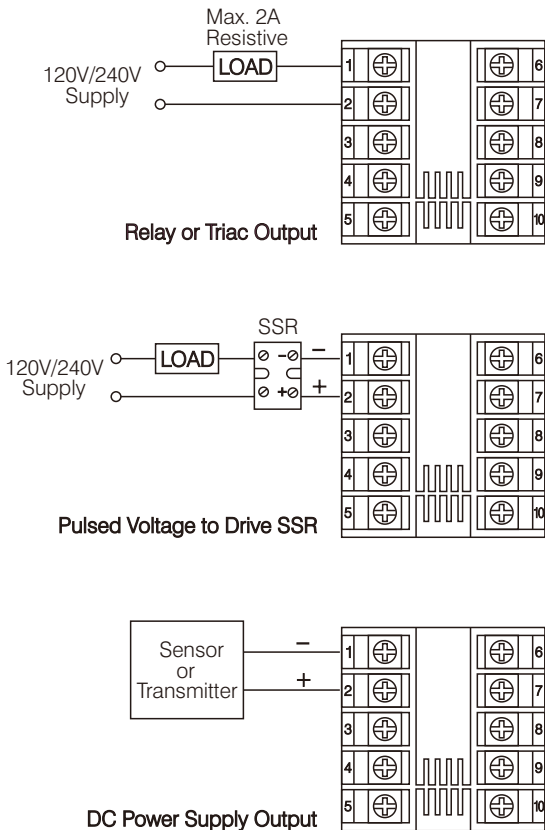 Max. 2A
Resistive
120V/240V
Supply
LOAD
1
2
3
4
5
6
7
8
9
10
Relay or Triac Output
SSR
120V/240V
Supply
LOAD
−
+
−
+
1
2
3
4
5
6
7
8
9
10
Pulsed Voltage to Drive SSR
Sensor
or
Transmitter
−
+
1
2
3
4
5
6
7
8
9
10
DC Power Supply Output